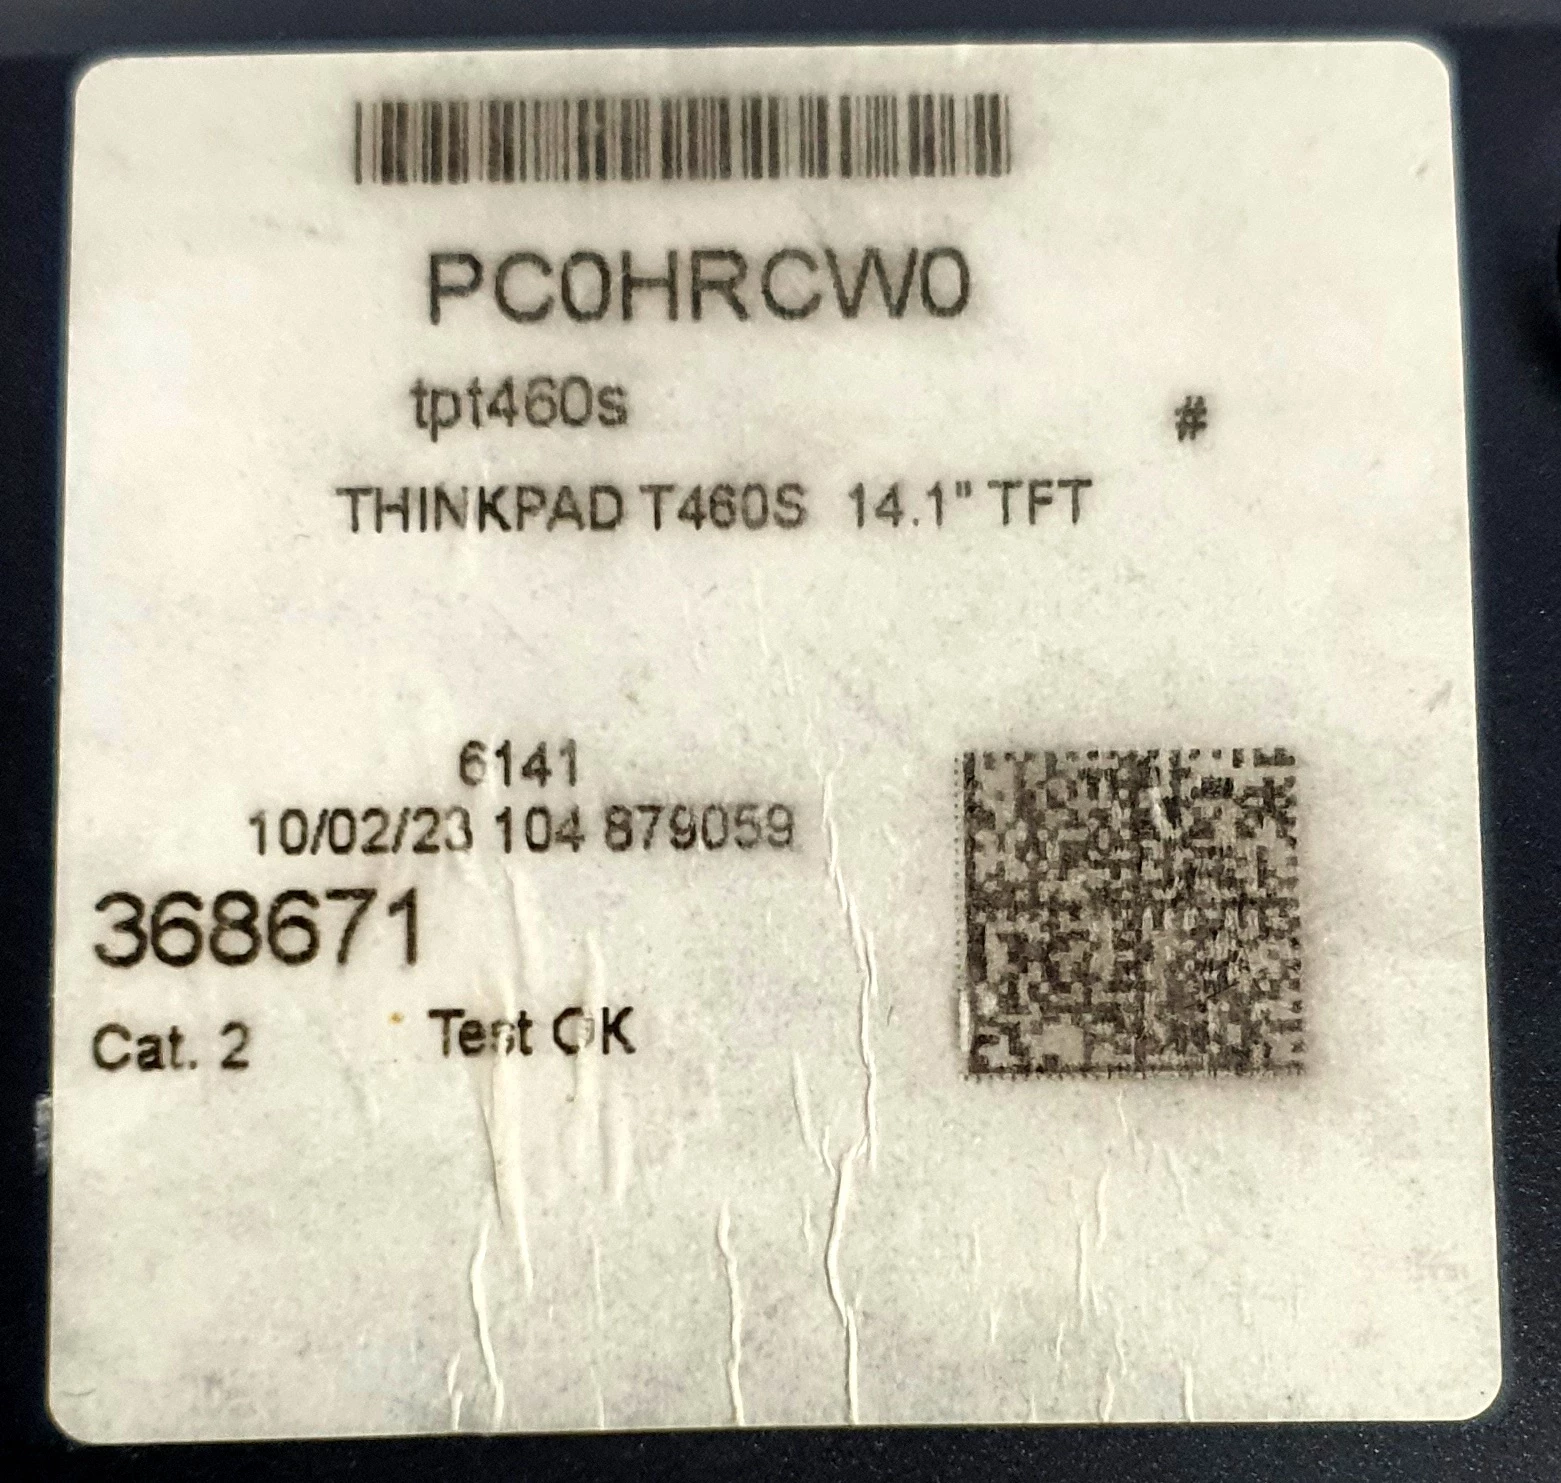 PC0HRCW0
tpt460s #
THINKPAD T460S 14.1" TFT
6141
10/02/23 104 879059
368671
Cat. 2 Test OK